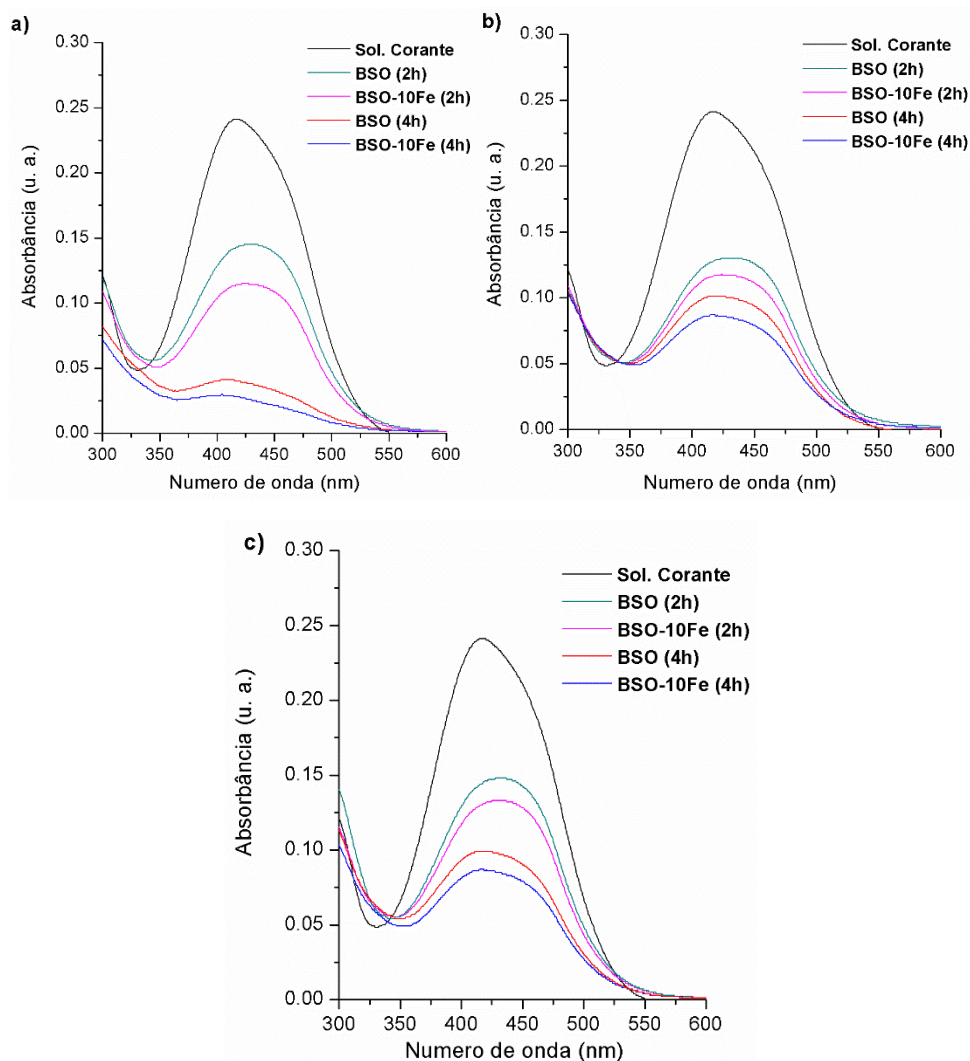 a)
0.30
0.25
0.20
0.15
0.10
0.05
0.00
300 350 400 450 500 550 600
Absorbância (u. a.)
Numero de onda (nm)
Sol. Corante
BSO (2h)
BSO-10Fe (2h)
BSO (4h)
BSO-10Fe (4h)
b)
0.30
0.25
0.20
0.15
0.10
0.05
0.00
300 350 400 450 500 550 600
Absorbância (u. a.)
Numero de onda (nm)
Sol. Corante
BSO (2h)
BSO-10Fe (2h)
BSO (4h)
BSO-10Fe (4h)
c)
0.30
0.25
0.20
0.15
0.10
0.05
0.00
300 350 400 450 500 550 600
Absorbância (u. a.)
Numero de onda (nm)
Sol. Corante
BSO (2h)
BSO-10Fe (2h)
BSO (4h)
BSO-10Fe (4h)